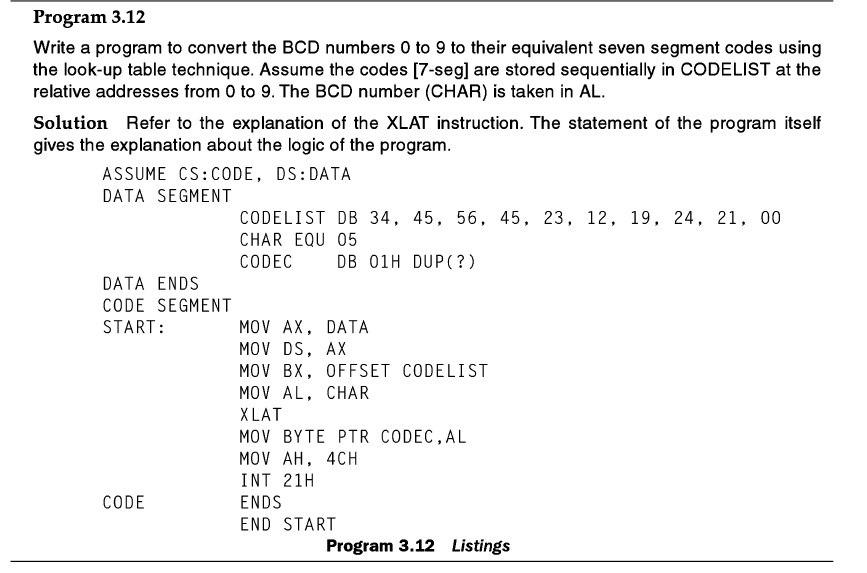 Program 3.12
Write a program to convert the BCD numbers 0 to 9 to their equivalent seven segment codes using
the look-up table technique. Assume the codes [7-seg] are stored sequentially in CODELIST at the
relative addresses from 0 to 9. The BCD number (CHAR) is taken in AL.
Solution Refer to the explanation of the XLAT instruction. The statement of the program itself
gives the explanation about the logic of the program.
ASSUME CS:CODE, DS:DATA
DATA SEGMENT
CODELIST DB 34, 45, 56, 45, 23, 12, 19, 24, 21, 00
CHAR EQU 05
CODEC DB 01H DUP(?)
DATA ENDS
CODE SEGMENT
START: MOV AX, DATA
MOV DS, AX
MOV BX, OFFSET CODELIST
MOV AL, CHAR
XLAT
MOV BYTE PTR CODEC,AL
MOV AH, 4CH
INT 21H
CODE ENDS
END START
Program 3.12 Listings